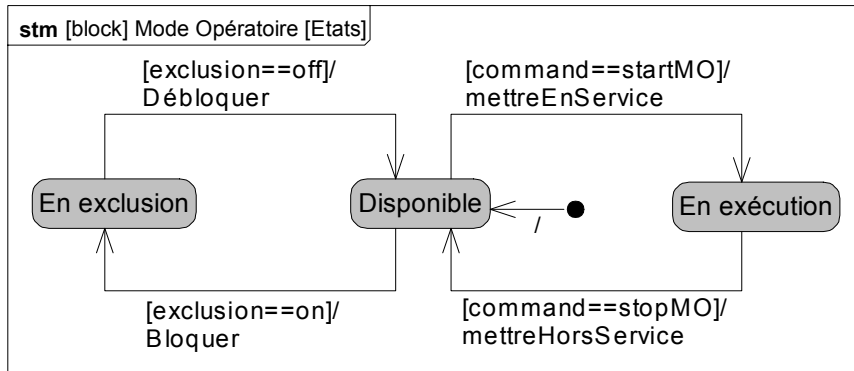 stm [block] Mode Opératoire [Etats]
[exclusion==off]/
Débloquer
[command==startMO]/
mettreEnService
En exclusion
Disponible
/
En exécution
[exclusion==on]/
Bloquer
[command==stopMO]/
mettreHorsService